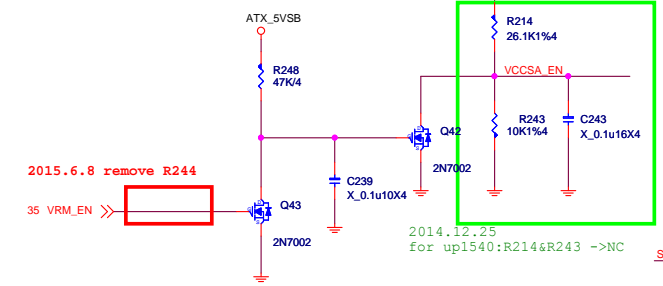 ATX_5VSB
R214
26.1K1%4
R248
47K/4
VCCSA_EN
R243
10K1%4
C243
X_0.1u16X4
Q42
2N7002
2015.6.8 remove R244
C239
X_0.1u10X4
35 VRM_EN
Q43
2N7002
2014.12.25
for up1540:R214&R243 ->NC
S